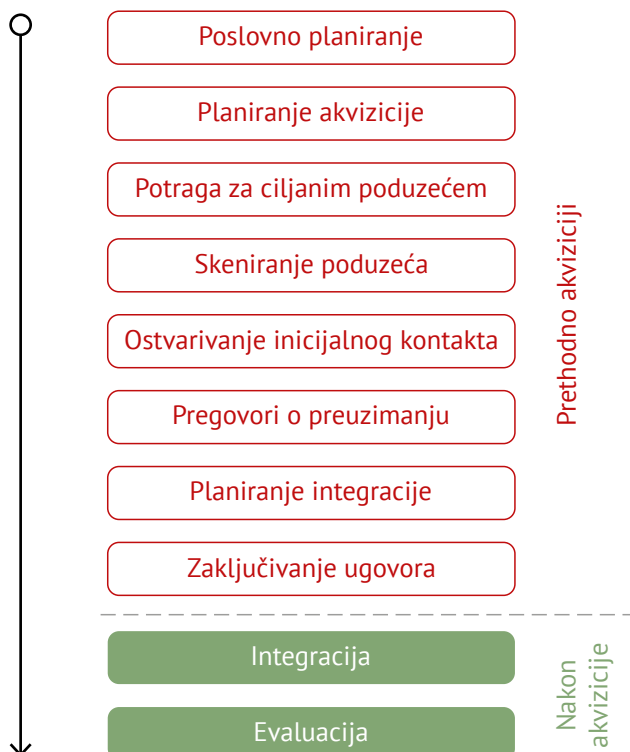 Poslovno planiranje
Planiranje akvizicije
Potraga za ciljanim poduzećem
Skeniranje poduzeća
Ostvarivanje inicijalnog kontakta
Pregovori o preuzimanju
Planiranje integracije
Zaključivanje ugovora
Prethodno akviziciji
Integracija
Evaluacija
Nakon
akvizicije